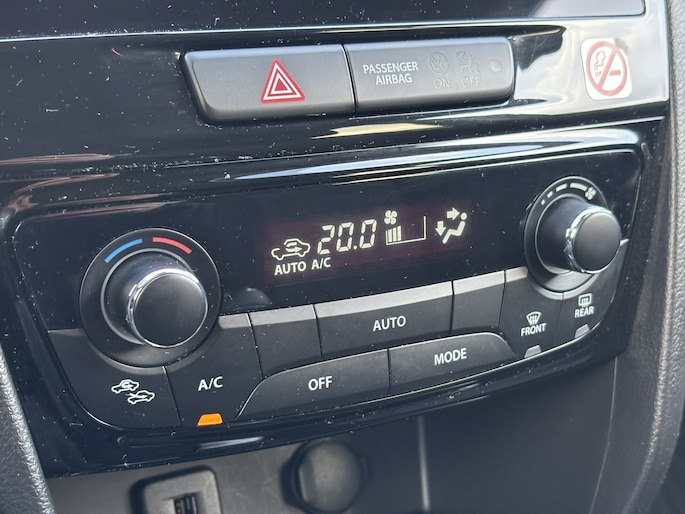 PASSENGER
AIRBAG
ON OFF
20.0
AUTO A/C
AUTO
FRONT
REAR
A/C
OFF
MODE